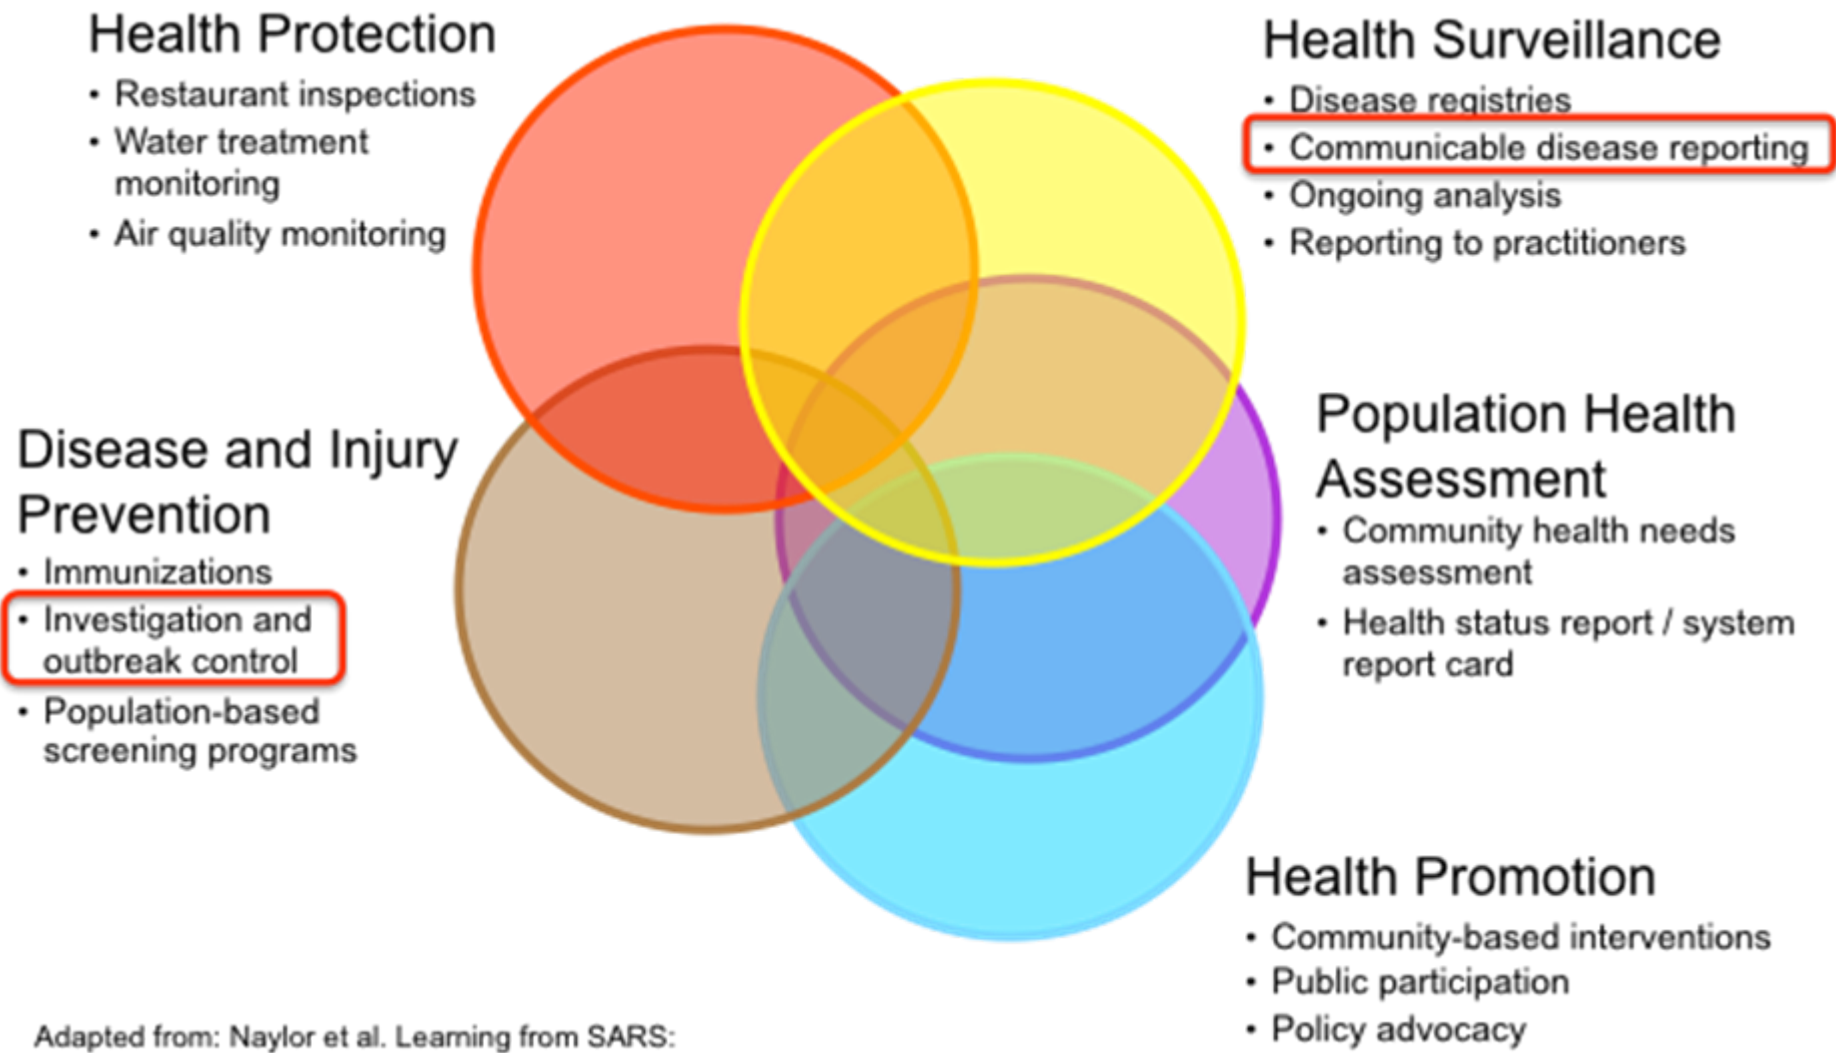 Health Protection
• Restaurant inspections
• Water treatment
monitoring
• Air quality monitoring
Health Surveillance
• Disease registries
• Communicable disease reporting
• Ongoing analysis
• Reporting to practitioners
Disease and Injury
Prevention
• Immunizations
• Investigation and
outbreak control
• Population-based
screening programs
Population Health
Assessment
• Community health needs
assessment
• Health status report / system
report card
Health Promotion
• Community-based interventions
• Public participation
• Policy advocacy
Adapted from: Naylor et al. Learning from SARS: